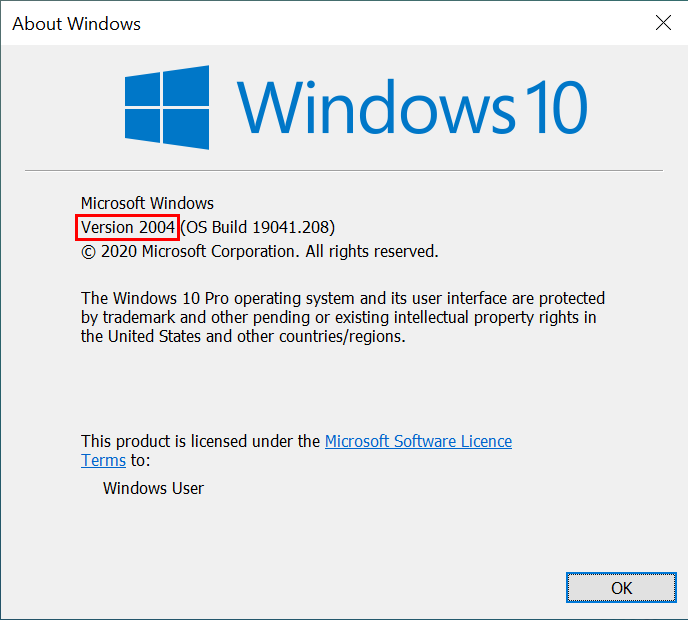 About Windows
Windows 10
Microsoft Windows
Version 2004 (OS Build 19041.208)
© 2020 Microsoft Corporation. All rights reserved.
The Windows 10 Pro operating system and its user interface are protected
by trademark and other pending or existing intellectual property rights in
the United States and other countries/regions.
This product is licensed under the Microsoft Software Licence
Terms to:
Windows User
OK